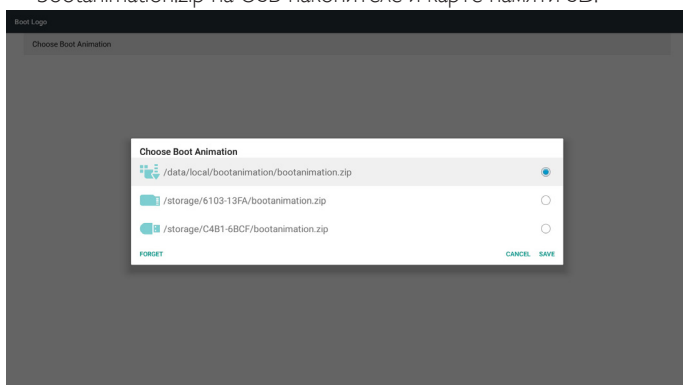 bootanimation.zip на USB накопителе и карте памяти SD.
Boot Logo
Choose Boot Animation
Choose Boot Animation
/data/local/bootanimation/bootanimation.zip
/storage/6103-13FA/bootanimation.zip
/storage/C4B1-6BCF/bootanimation.zip
FORGET CANCEL SAVE